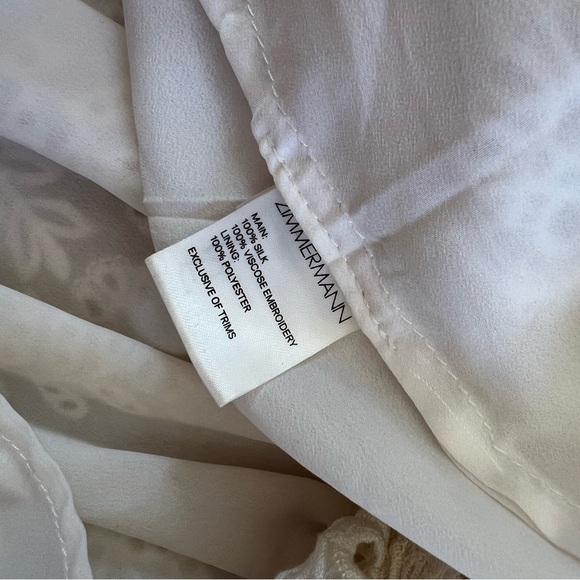 ZIMMERMANN
MAIN:
100% SILK
100% VISCOSE EMBROIDERY
LINING:
100% POLYESTER
EXCLUSIVE OF TRIMS